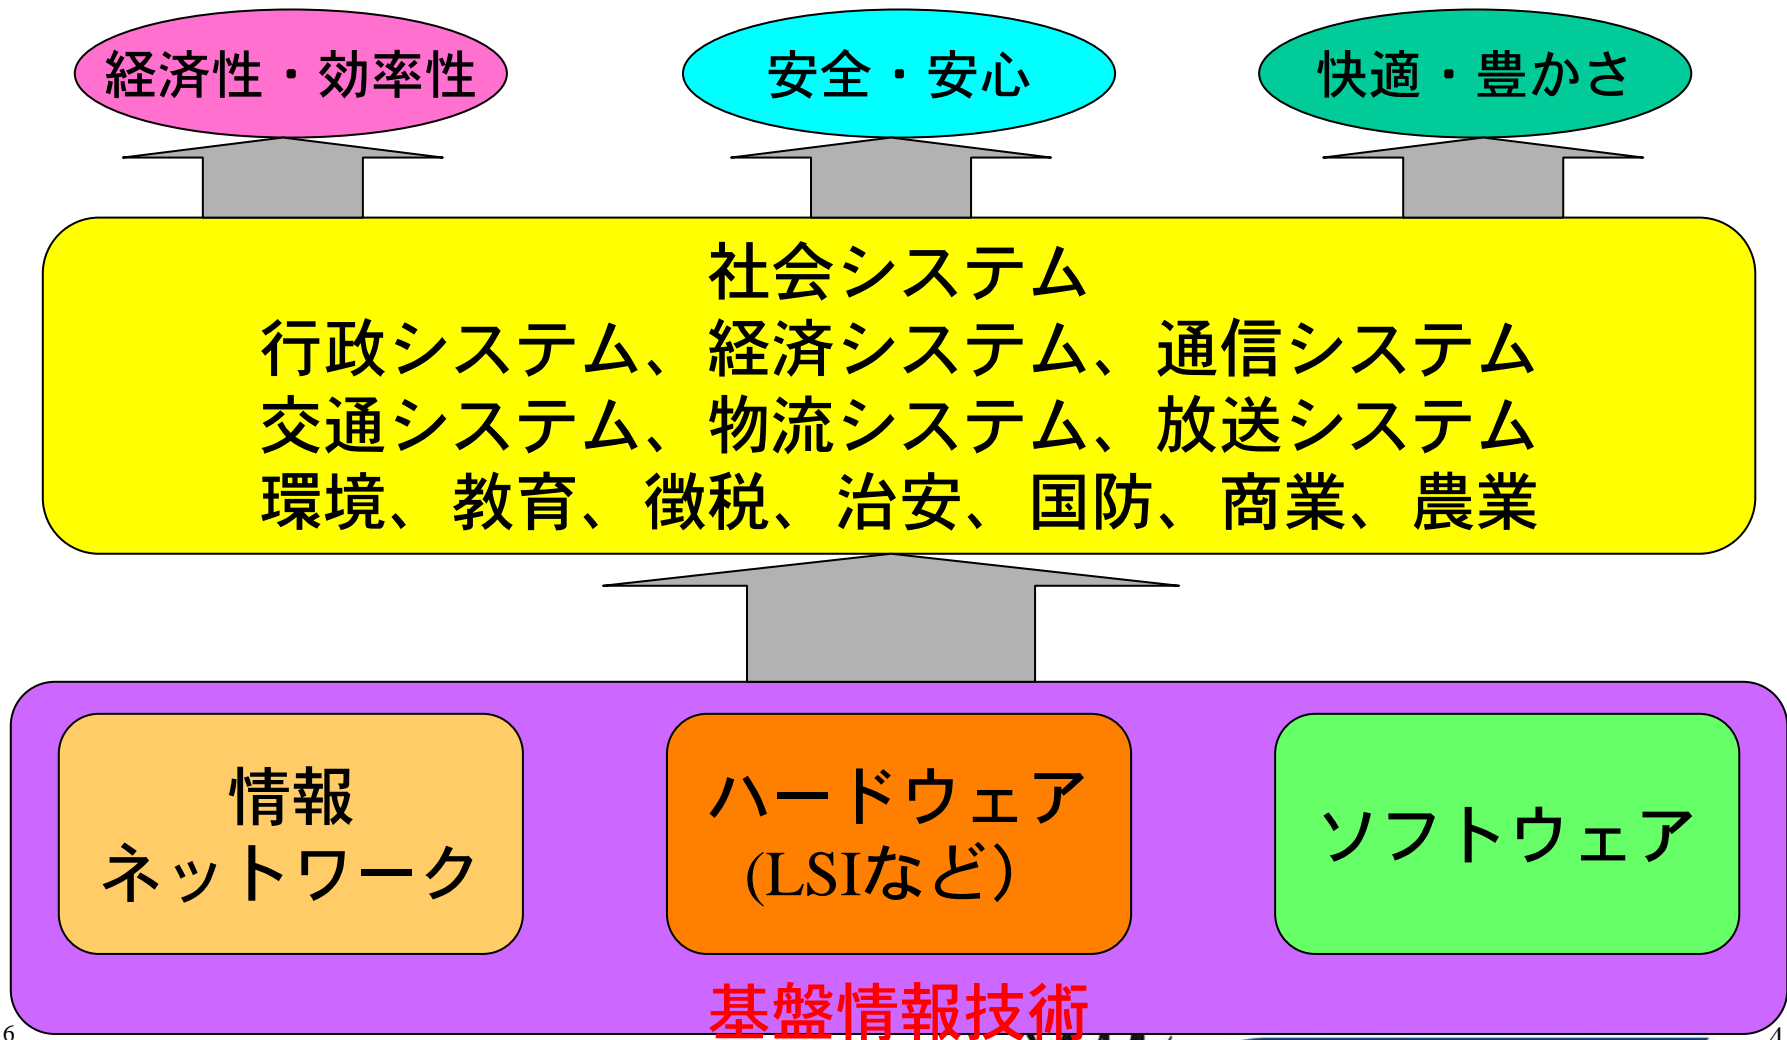 経済性・効率性
安全・安心
快適・豊かさ
社会システム
行政システム、経済システム、通信システム
交通システム、物流システム、放送システム
環境、教育、徴税、治安、国防、商業、農業
情報
ネットワーク
ハードウェア
(LSIなど）
ソフトウェア
基盤情報技術
6
4